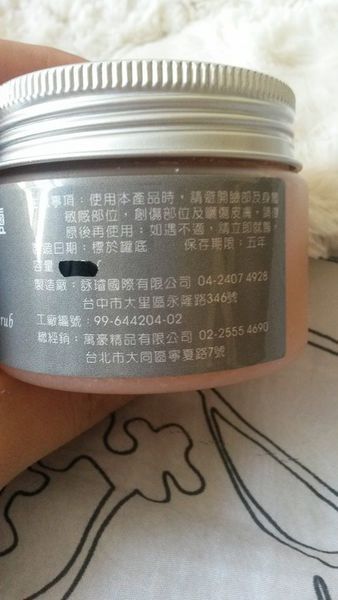 事項：使用本產品時，請避開臉部及身體
敏感部位，創傷部位及曬傷皮膚，請復
原後再使用；如遇不適，請立即就醫。
製造日期：標於罐底 保存期限：五年
容量
製造廠：詠璿國際有限公司 04-2407 4928
台中市大里區永隆路346號
工廠編號：99-644204-02
總經銷：萬豪精品有限公司 02-2555 4690
台北市大同區寧夏路7號
rub